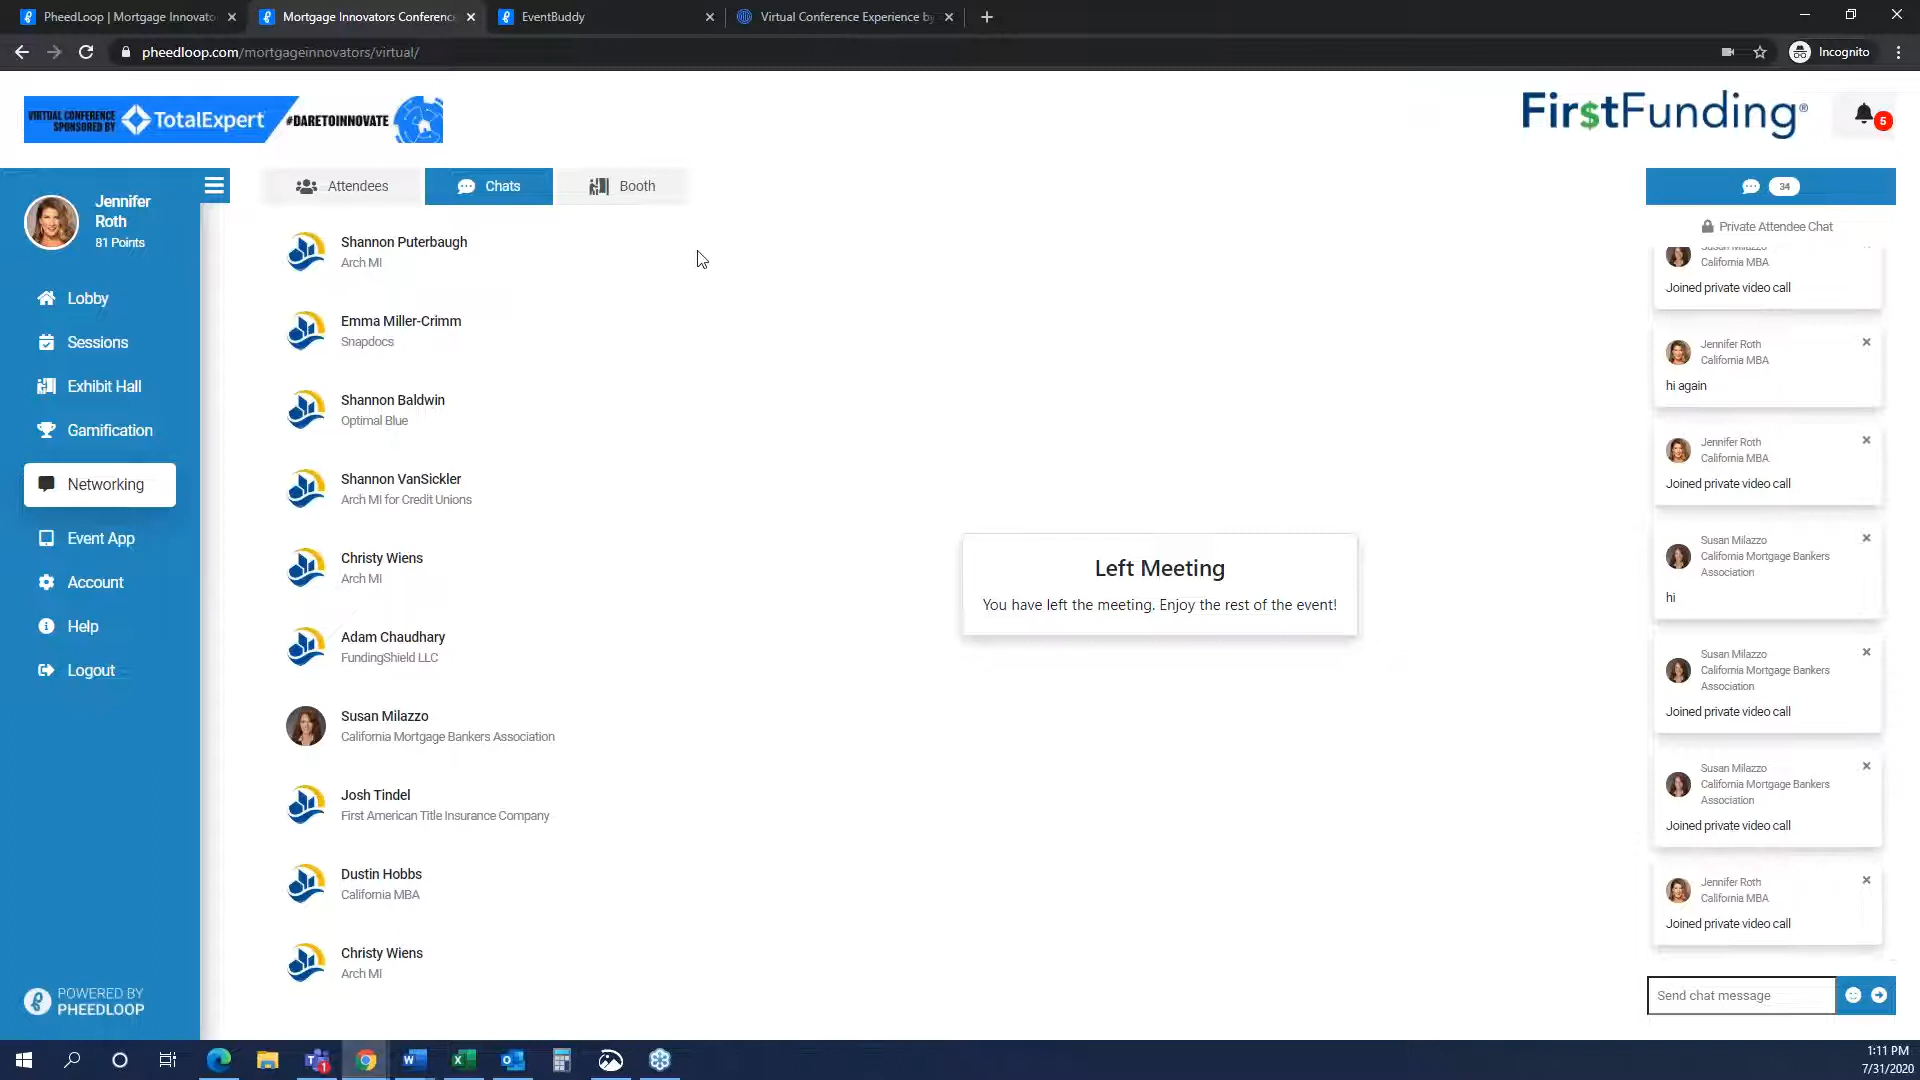 PheedLoop | Mortgage Innovato
Mortgage Innovators Conference
EventBuddy
Virtual Conference Experience by
pheedloop.com/mortgageinnovators/virtual/
Incognito
VIRTUAL CONFERENCE
SPONSORED BY
TotalExpert
#DARETOINNOVATE
FirstFunding®
5
Jennifer
Roth
81 Points
Lobby
Sessions
Exhibit Hall
Gamification
Networking
Event App
Account
Help
Logout
POWERED BY
PHEEDLOOP
Attendees
Chats
Booth
Shannon Puterbaugh
Arch MI
Emma Miller-Crimm
Snapdocs
Shannon Baldwin
Optimal Blue
Shannon VanSickler
Arch MI for Credit Unions
Christy Wiens
Arch MI
Adam Chaudhary
FundingShield LLC
Susan Milazzo
California Mortgage Bankers Association
Josh Tindel
First American Title Insurance Company
Dustin Hobbs
California MBA
Christy Wiens
Arch MI
Left Meeting
You have left the meeting. Enjoy the rest of the event!
34
Private Attendee Chat
Susan Milazzo
California MBA
Joined private video call
Jennifer Roth
California MBA
hi again
Jennifer Roth
California MBA
Joined private video call
Susan Milazzo
California Mortgage Bankers
Association
hi
Susan Milazzo
California Mortgage Bankers
Association
Joined private video call
Susan Milazzo
California Mortgage Bankers
Association
Joined private video call
Jennifer Roth
California MBA
Joined private video call
Send chat message
1
1:11 PM
7/31/2020